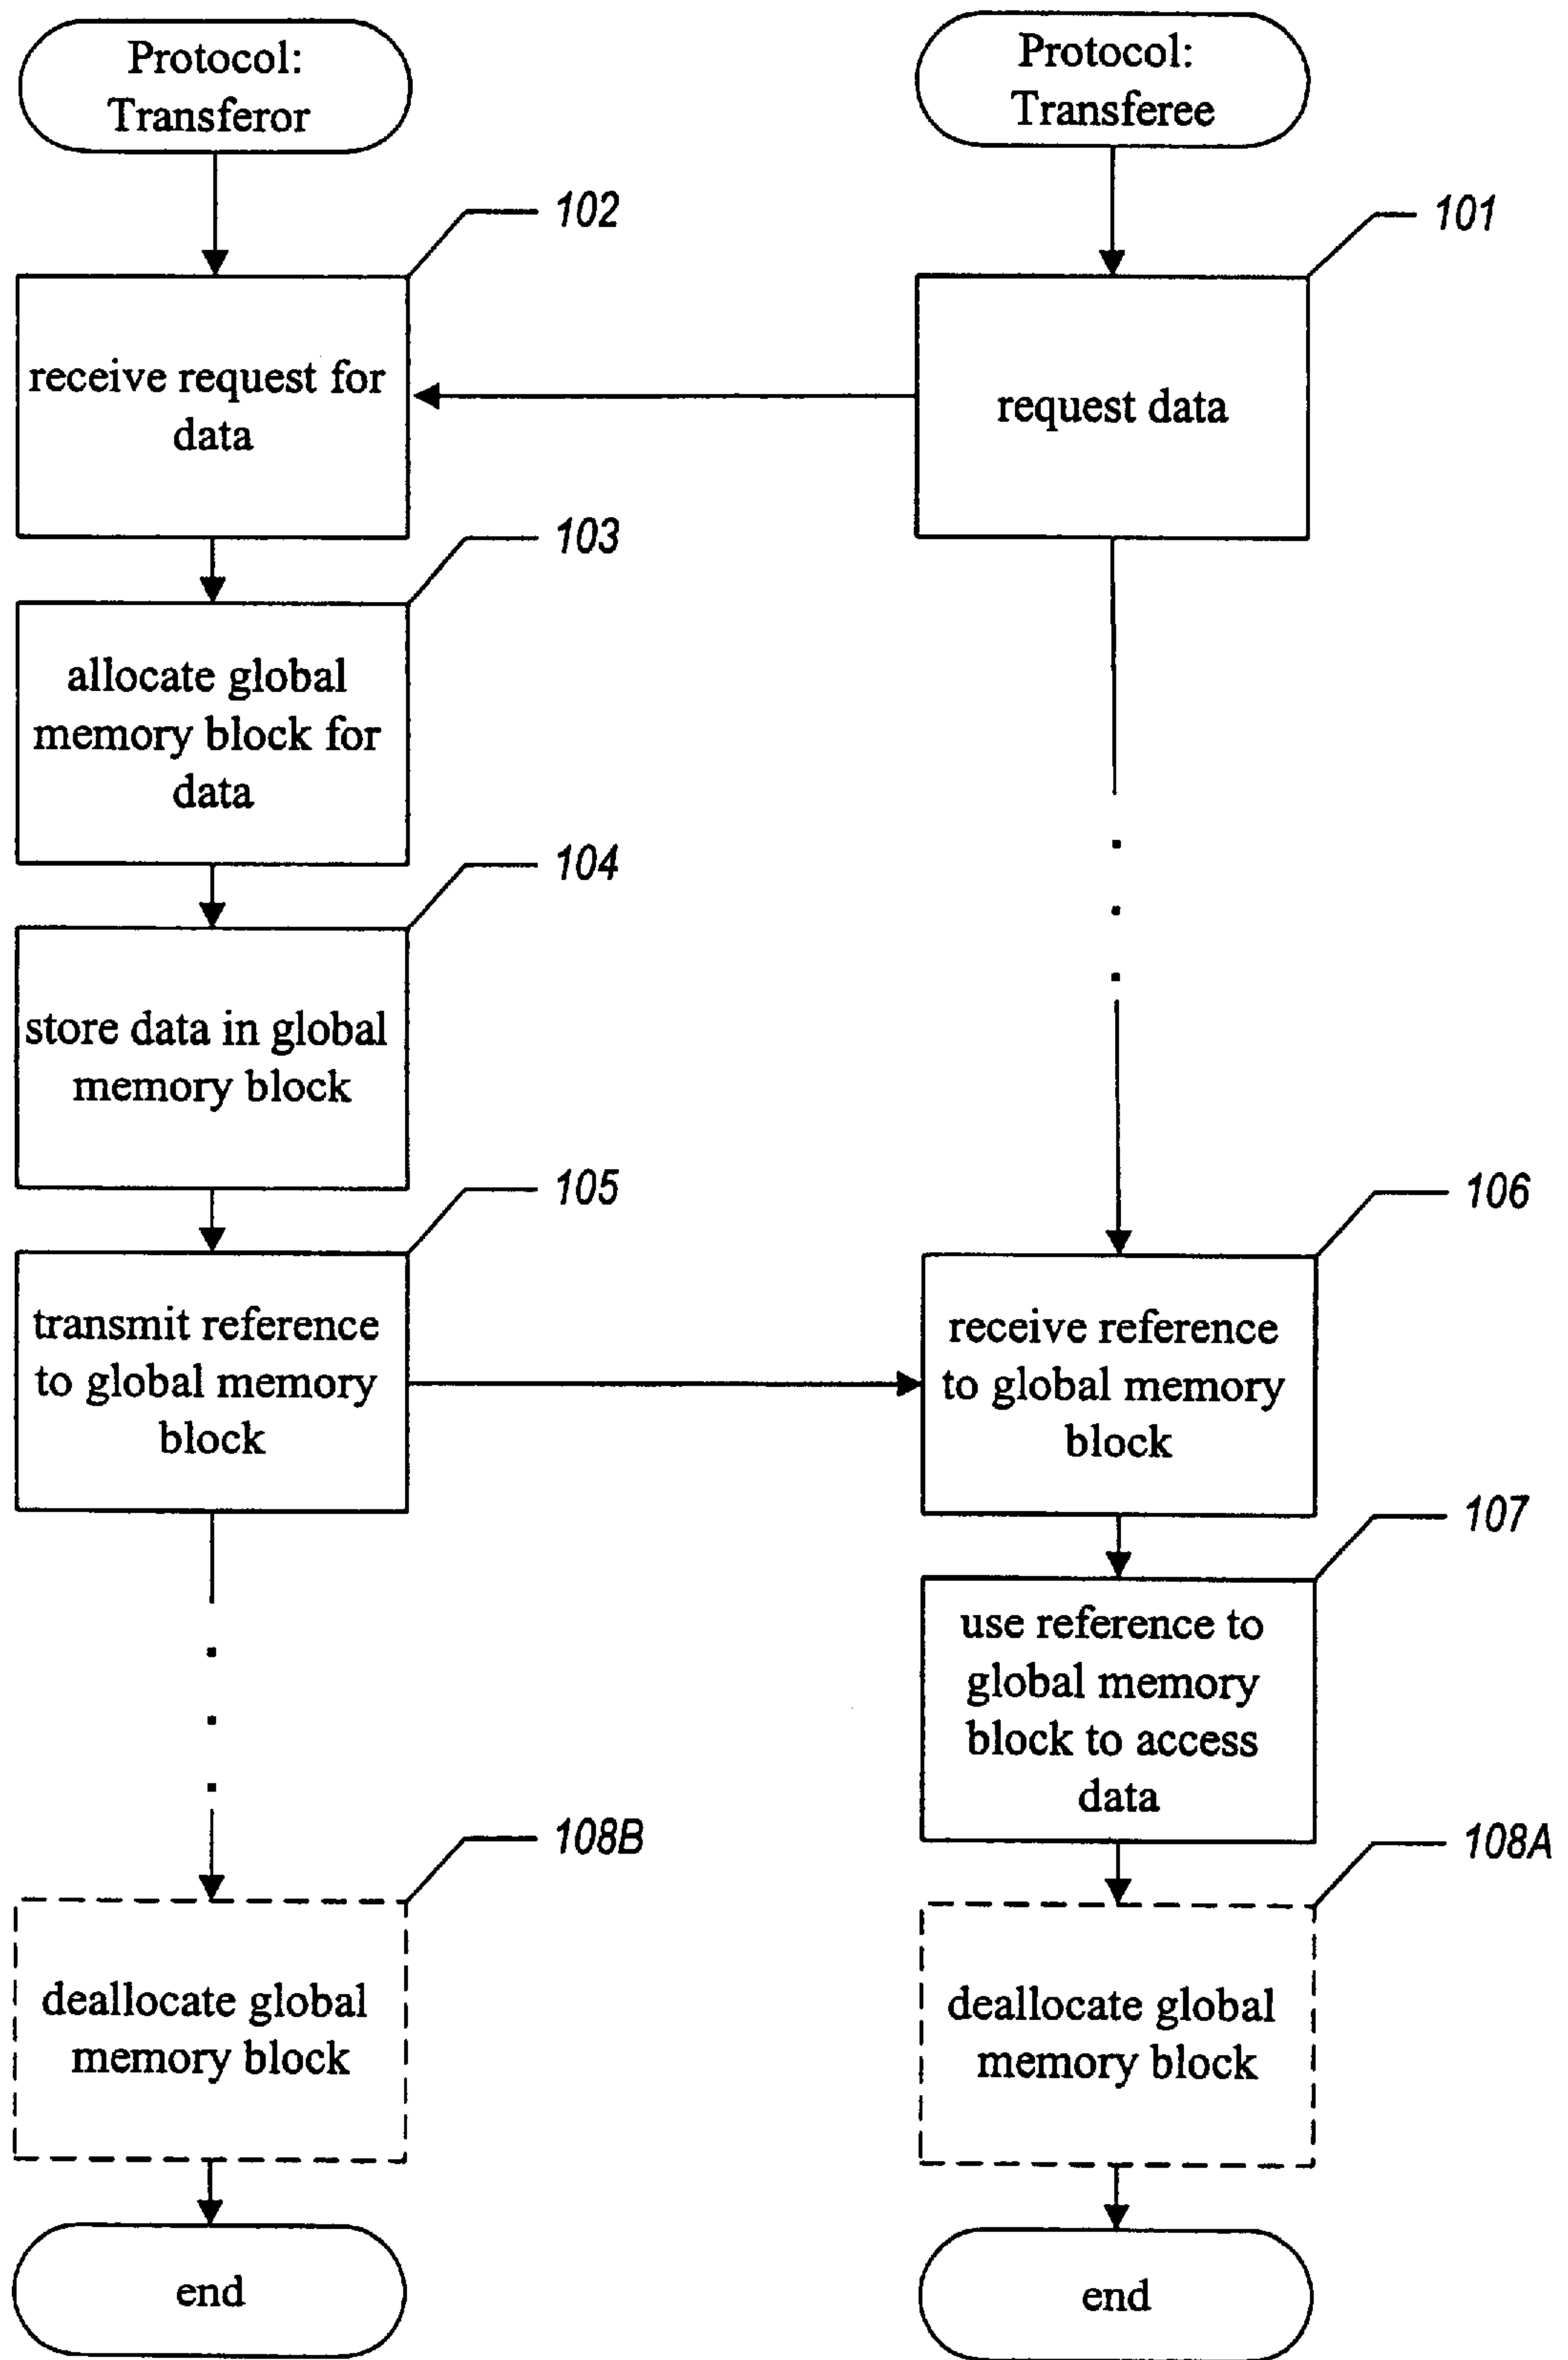 Protocol:
Transferor
102
receive request for
data
103
allocate global
memory block for
data
104
store data in global
memory block
105
transmit reference
to global memory
block
108B
deallocate global
memory block
end
Protocol:
Transferee
101
request data
106
receive reference
to global memory
block
107
use reference to
global memory
block to access
data
108A
deallocate global
memory block
end